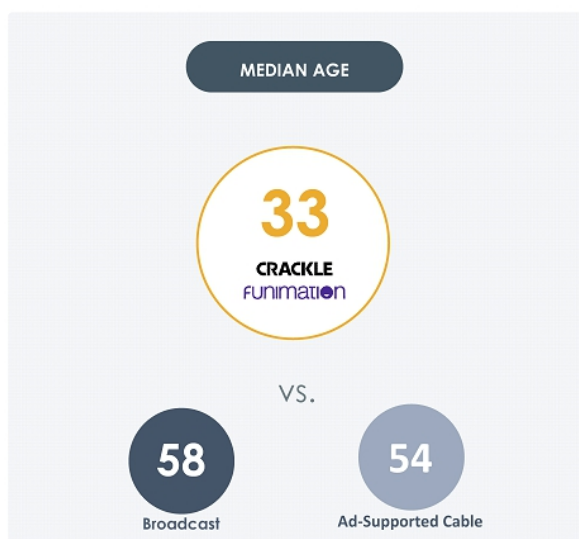 MEDIAN AGE
33
CRACKLE
FUNIMATION
VS.
58
54
Broadcast
Ad-Supported Cable